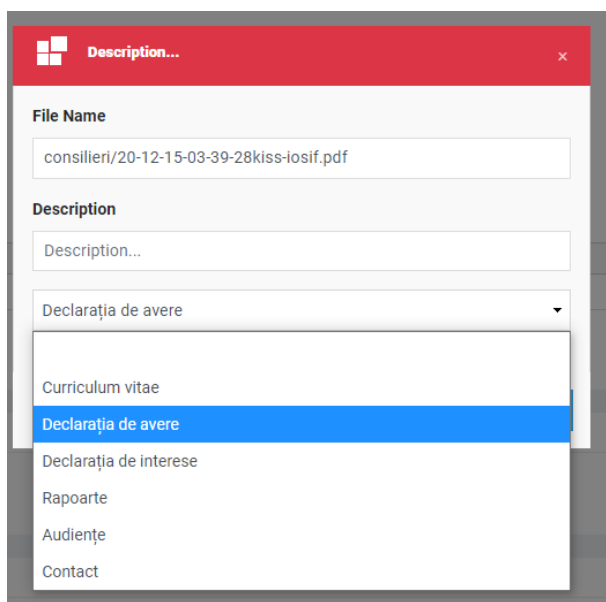 Description...
×
File Name
consilieri/20-12-15-03-39-28kiss-iosif.pdf
Description
Description...
Declarația de avere
Curriculum vitae
Declarația de avere
Declarația de interese
Rapoarte
Audiențe
Contact